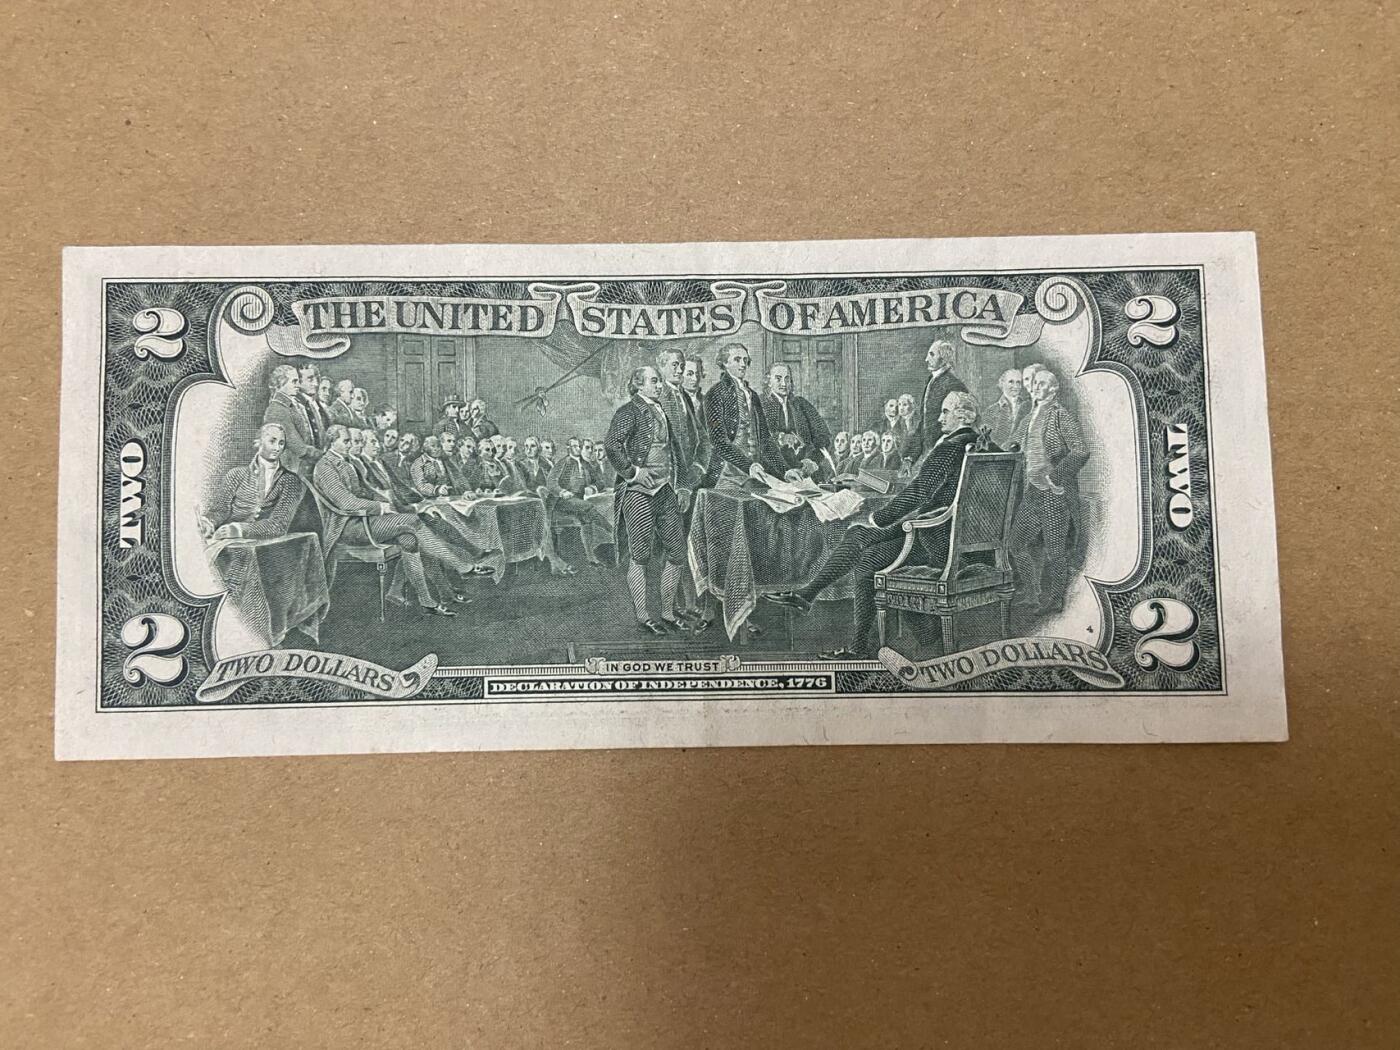 THE UNITED STATES OF AMERICA
2
2
TWO
TWO
4
2
2
TWO DOLLARS
IN GOD WE TRUST
TWO DOLLARS
DECLARATION OF INDEPENDENCE, 1776